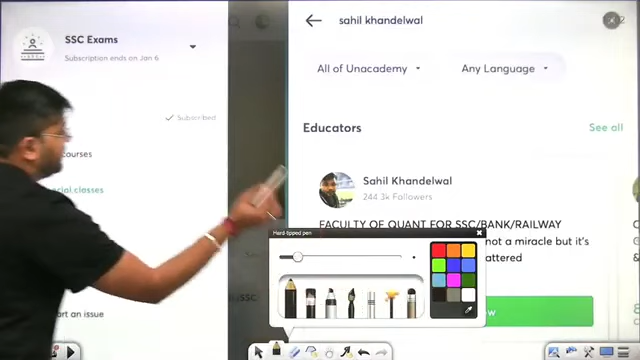 SSC Exams
Subscription ends on Jan 6
Subscribed
courses
special classes
ort an issue
sahil khandelwal
All of Unacademy
Any Language
Educators
See all
Sahil Khandelwal
244.3k Followers
FACULTY OF QUANT FOR SSC/BANK/RAILWAY
not a miracle but it's
attered
Hard-tipped pen